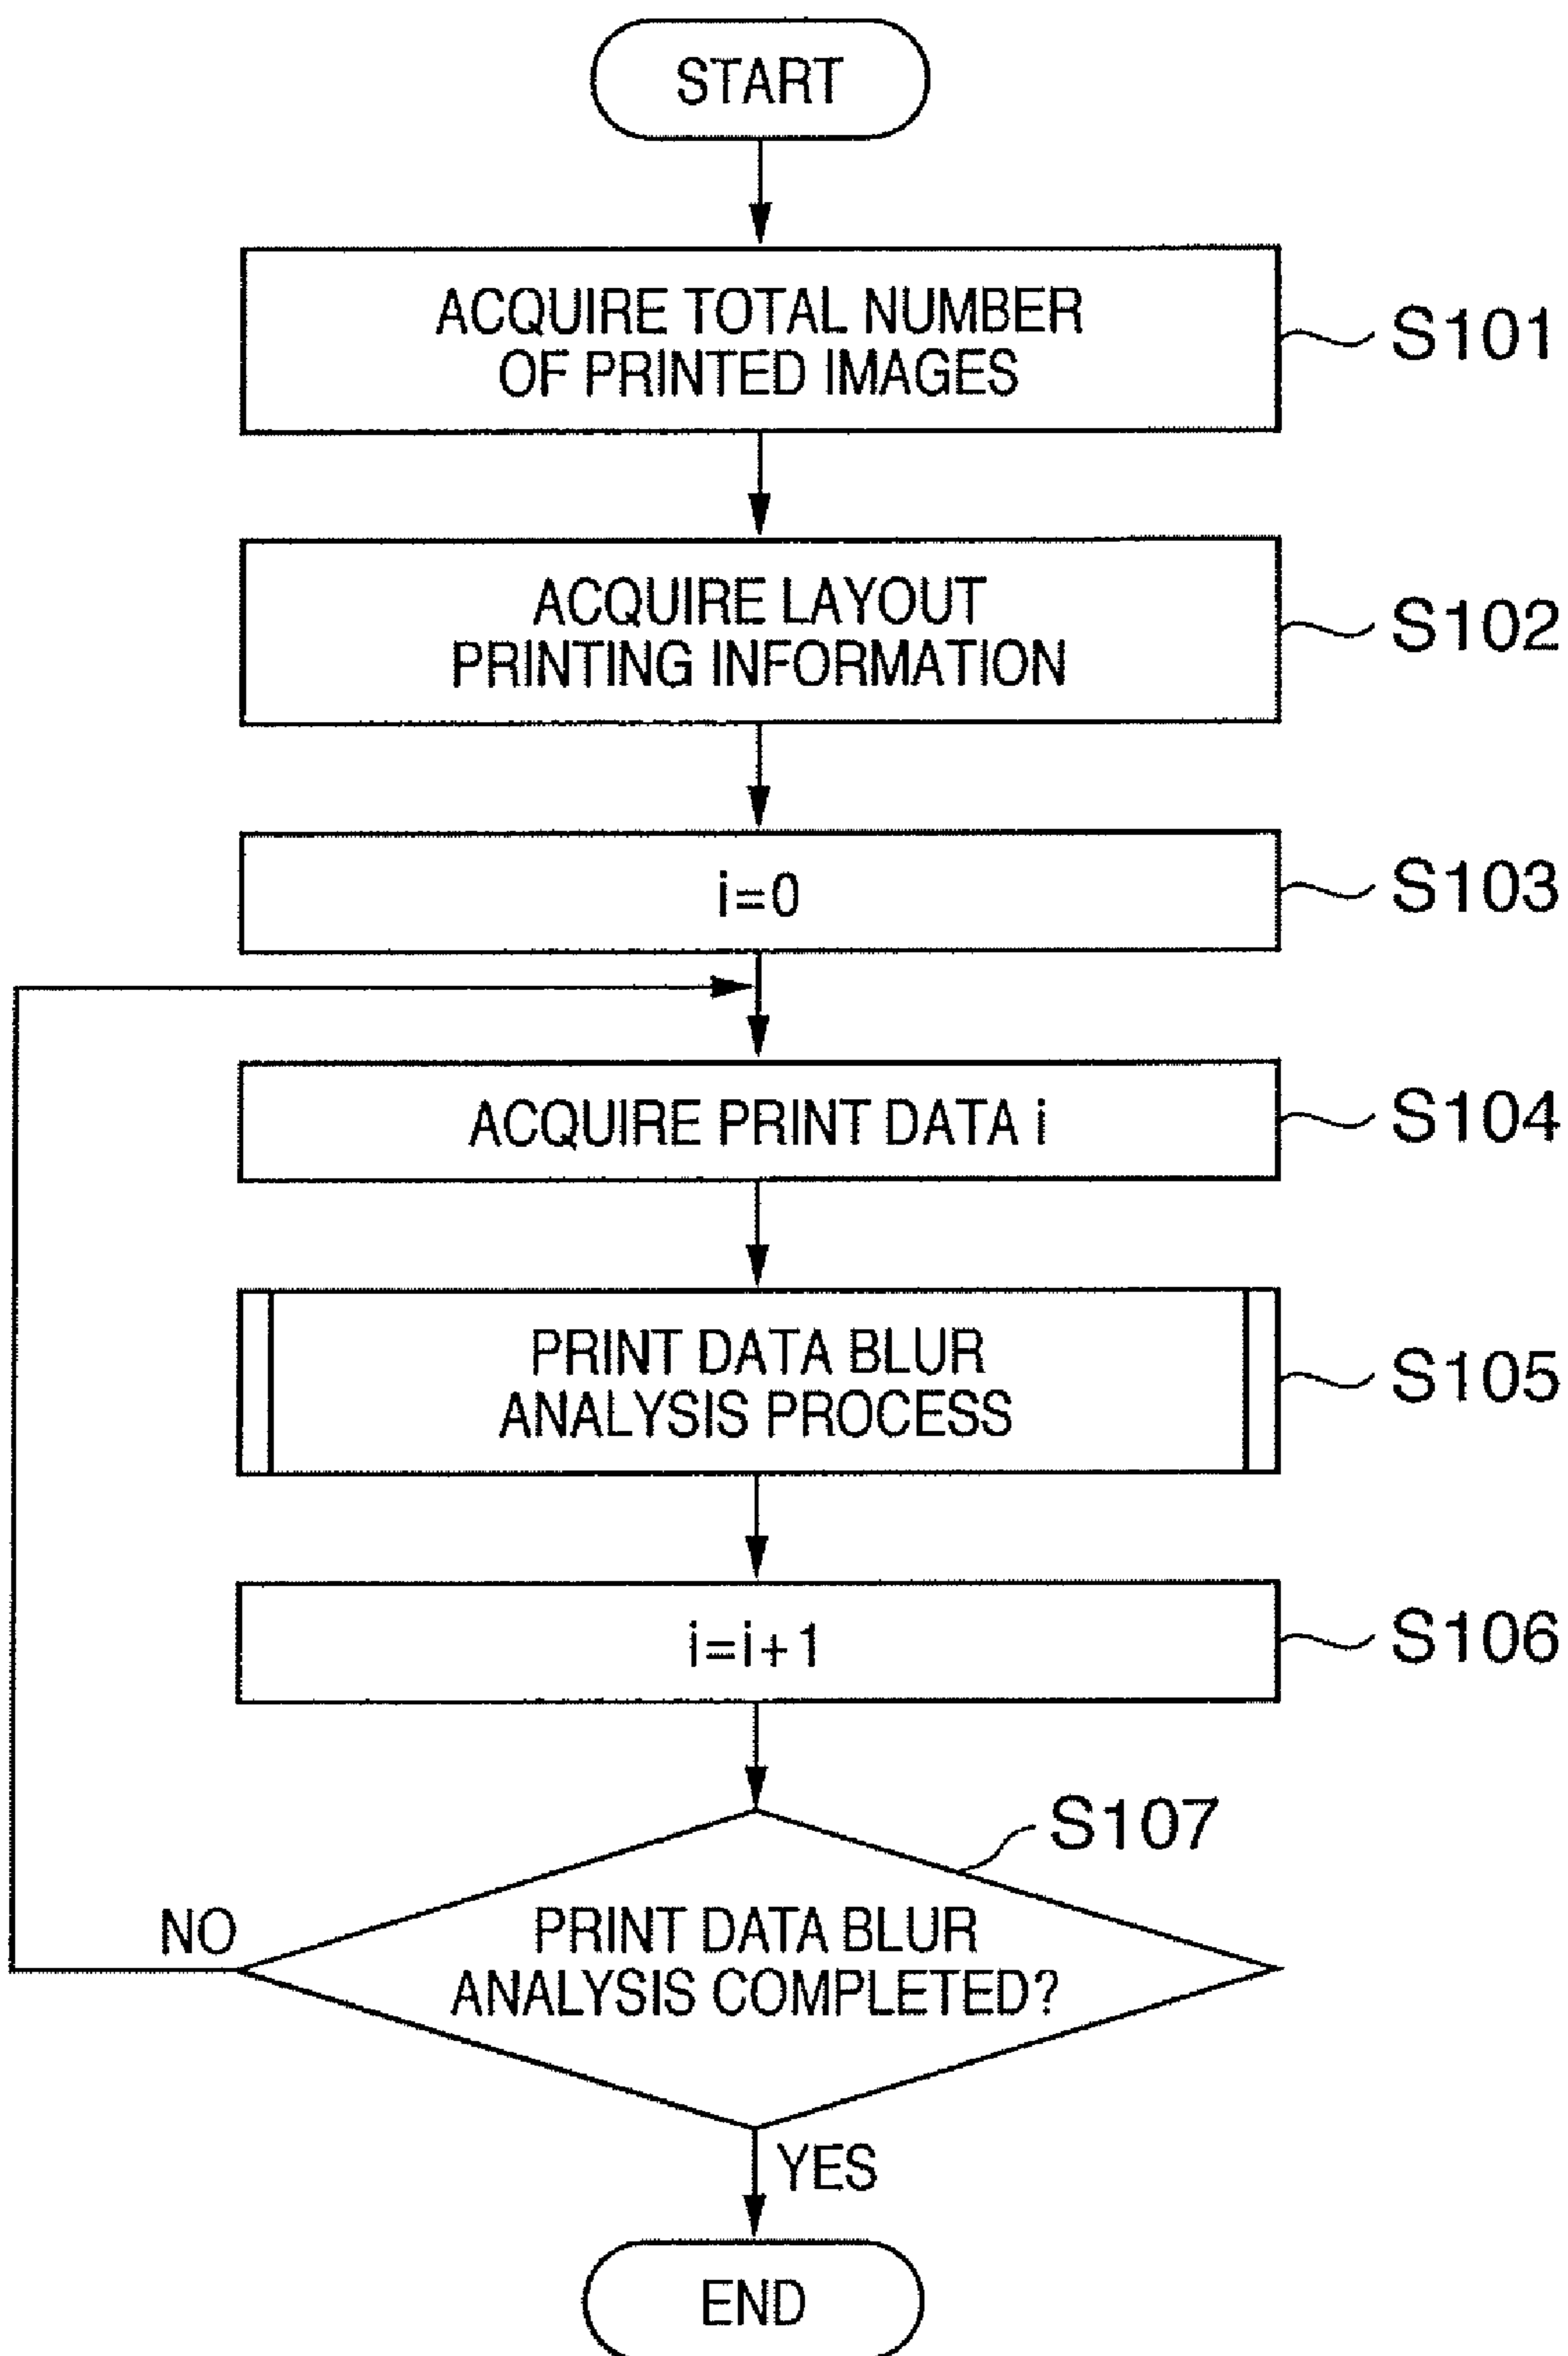 START
ACQUIRE TOTAL NUMBER
OF PRINTED IMAGES
S101
ACQUIRE LAYOUT
PRINTING INFORMATION
S102
i=0
S103
ACQUIRE PRINT DATA i
S104
PRINT DATA BLUR
ANALYSIS PROCESS
S105
i=i+1
S106
S107
PRINT DATA BLUR
ANALYSIS COMPLETED?
NO
YES
END